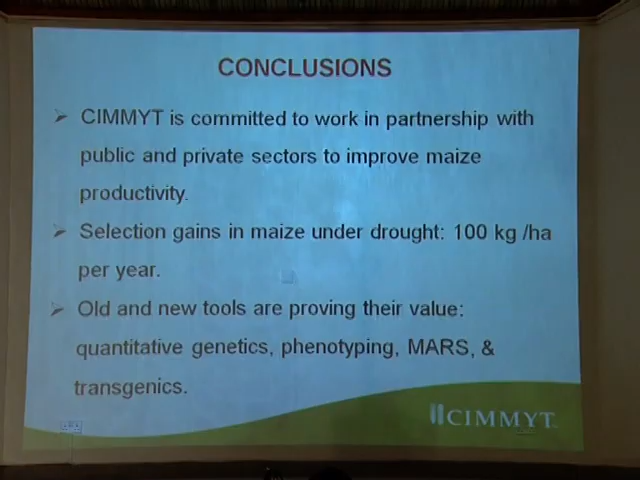 CONCLUSIONS
➢ CIMMYT is committed to work in partnership with
public and private sectors to improve maize
productivity.
➢ Selection gains in maize under drought: 100 kg /ha
per year.
➢ Old and new tools are proving their value:
quantitative genetics, phenotyping, MARS, &
transgenics.
CIMMYT